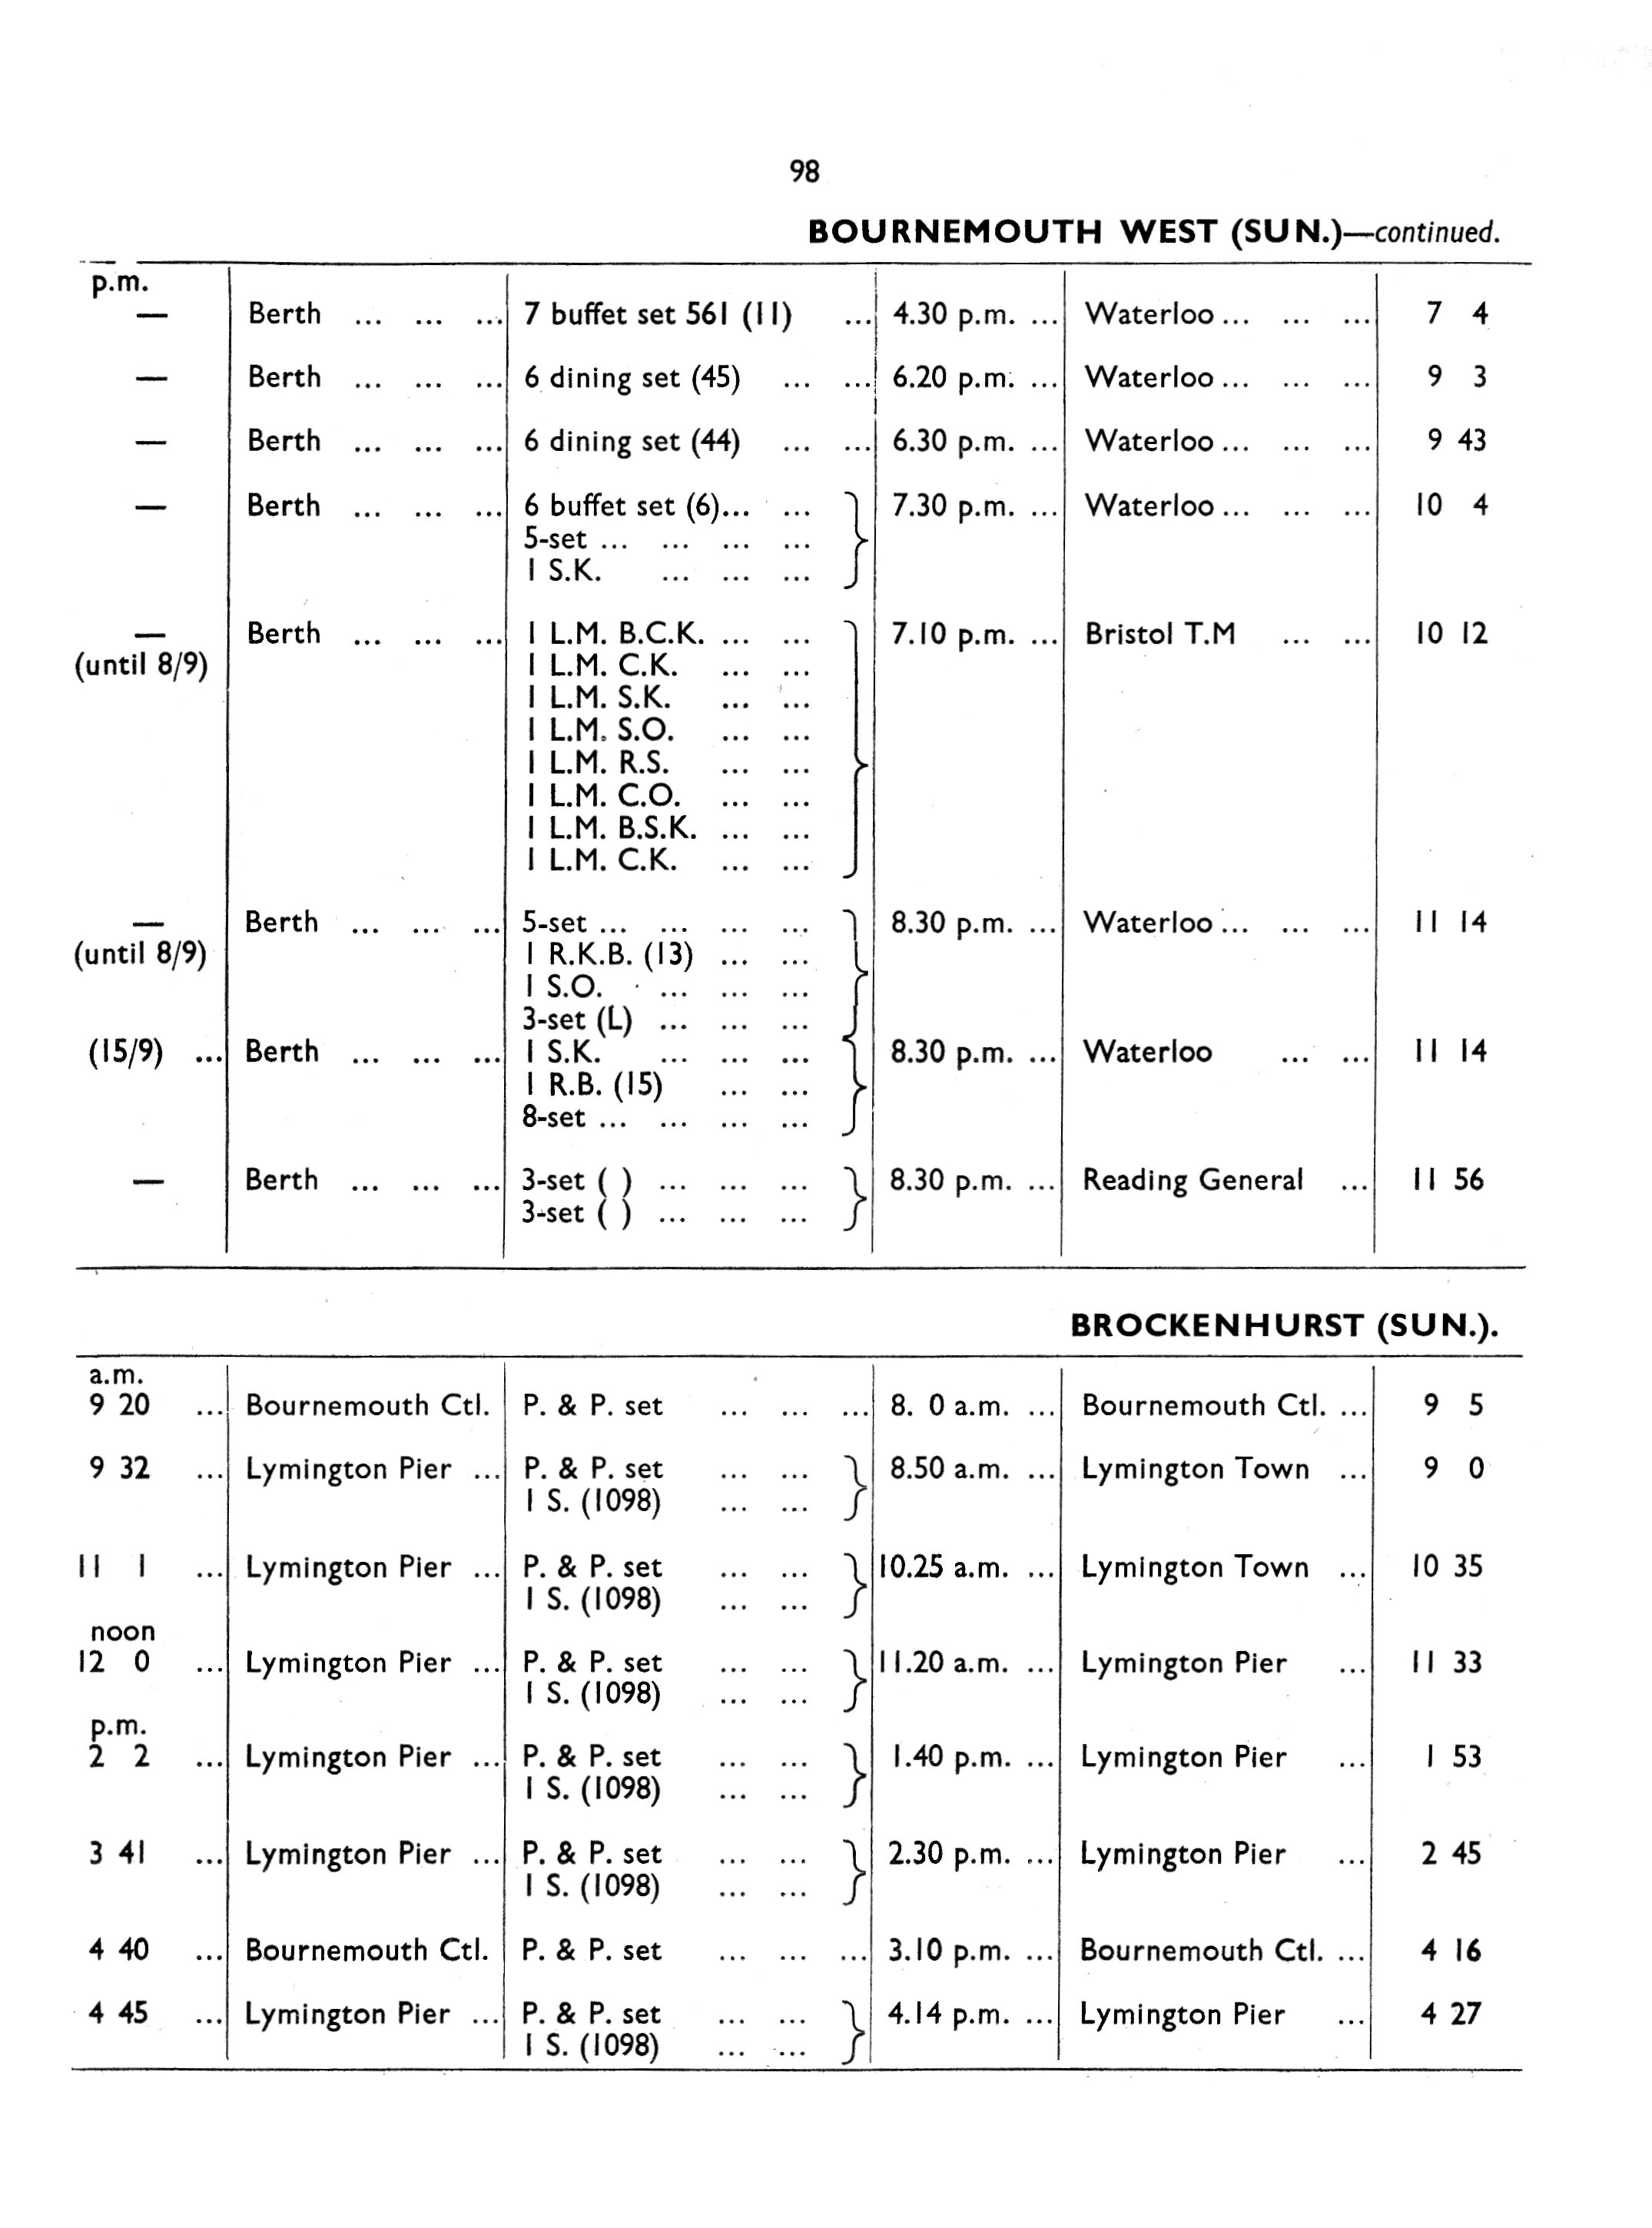 98
BOURNEMOUTH WEST (SUN.)—continued.
p.m.
— Berth ... ... ... 7 buffet set 561 (11) ... 4.30 p.m. ... Waterloo ... ... ... 7 4
— Berth ... ... ... 6 dining set (45) ... ... 6.20 p.m. ... Waterloo ... ... ... 9 3
— Berth ... ... ... 6 dining set (44) ... ... 6.30 p.m. ... Waterloo ... ... ... 9 43
— Berth ... ... ... 6 buffet set (6)... ... } 7.30 p.m. ... Waterloo ... ... ... 10 4
5-set ... ... ... ...
1 S.K. ... ... ...
— Berth ... ... ... 1 L.M. B.C.K. ... ... } 7.10 p.m. ... Bristol T.M ... ... 10 12
(until 8/9) 1 L.M. C.K. ... ...
1 L.M. S.K. ... ...
1 L.M. S.O. ... ...
1 L.M. R.S. ... ...
1 L.M. C.O. ... ...
1 L.M. B.S.K. ... ...
1 L.M. C.K. ... ...
— Berth ... ... ... 5-set ... ... ... ... } 8.30 p.m. ... Waterloo ... ... ... 11 14
(until 8/9) 1 R.K.B. (13) ... ...
1 S.O. ... ... ...
3-set (L) ... ... ...
(15/9) ... Berth ... ... ... 1 S.K. ... ... ... } 8.30 p.m. ... Waterloo ... ... 11 14
1 R.B. (15) ... ...
8-set ... ... ... ...
— Berth ... ... ... 3-set ( ) ... ... ... } 8.30 p.m. ... Reading General ... 11 56
3-set ( ) ... ... ...
BROCKENHURST (SUN.).
a.m.
9 20 ... Bournemouth Ctl. P. & P. set ... ... ... 8. 0 a.m. ... Bournemouth Ctl. ... 9 5
9 32 ... Lymington Pier ... P. & P. set ... ... } 8.50 a.m. ... Lymington Town ... 9 0
1 S. (1098) ... ...
11 1 ... Lymington Pier ... P. & P. set ... ... } 10.25 a.m. ... Lymington Town ... 10 35
1 S. (1098) ... ...
noon
12 0 ... Lymington Pier ... P. & P. set ... ... } 11.20 a.m. ... Lymington Pier ... 11 33
1 S. (1098) ... ...
p.m.
2 2 ... Lymington Pier ... P. & P. set ... ... } 1.40 p.m. ... Lymington Pier ... 1 53
1 S. (1098) ... ...
3 41 ... Lymington Pier ... P. & P. set ... ... } 2.30 p.m. ... Lymington Pier ... 2 45
1 S. (1098) ... ...
4 40 ... Bournemouth Ctl. P. & P. set ... ... ... 3.10 p.m. ... Bournemouth Ctl. ... 4 16
4 45 ... Lymington Pier ... P. & P. set ... ... } 4.14 p.m. ... Lymington Pier ... 4 27
1 S. (1098) ... ...